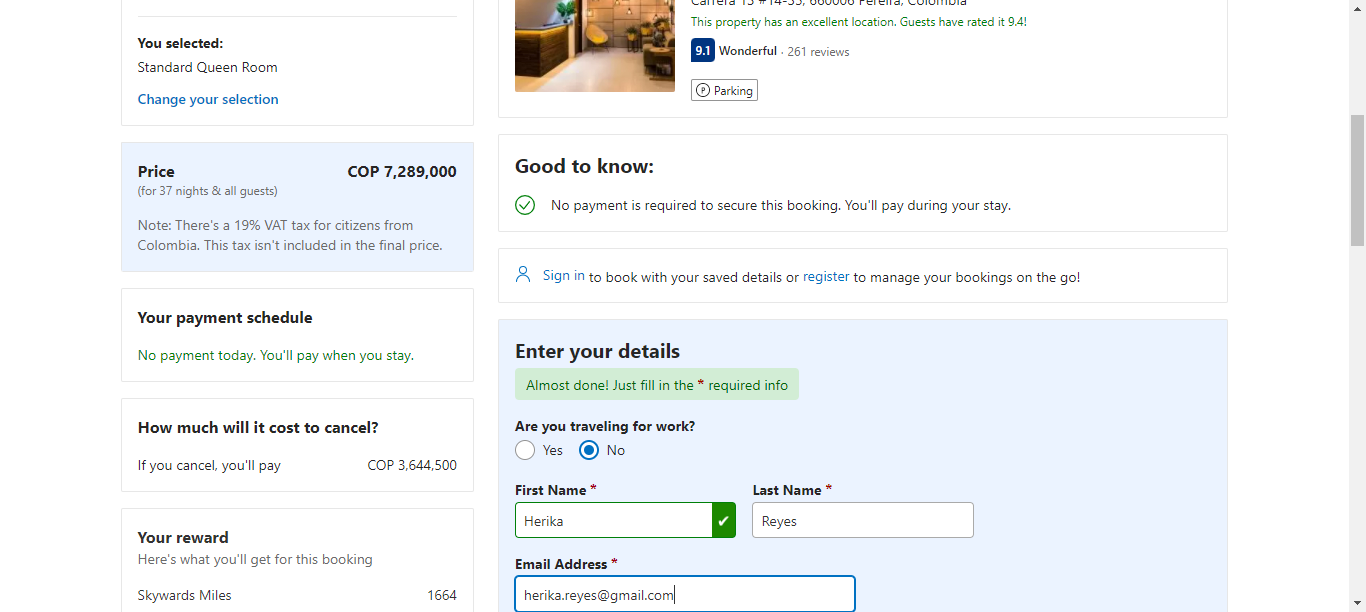 You selected:
Standard Queen Room
Change your selection
Price COP 7,289,000
(for 37 nights & all guests)
Note: There's a 19% VAT tax for citizens from
Colombia. This tax isn't included in the final price.
Your payment schedule
No payment today. You'll pay when you stay.
How much will it cost to cancel?
If you cancel, you'll pay COP 3,644,500
Your reward
Here's what you'll get for this booking
Skywards Miles 1664
Carrera 13 #14-35, 660006 Pereira, Colombia
This property has an excellent location. Guests have rated it 9.4!
9.1 Wonderful · 261 reviews
P Parking
Good to know:
No payment is required to secure this booking. You'll pay during your stay.
Sign in to book with your saved details or register to manage your bookings on the go!
Enter your details
Almost done! Just fill in the * required info
Are you traveling for work?
Yes No
First Name * Last Name *
Herika Reyes
Email Address *
herika.reyes@gmail.com